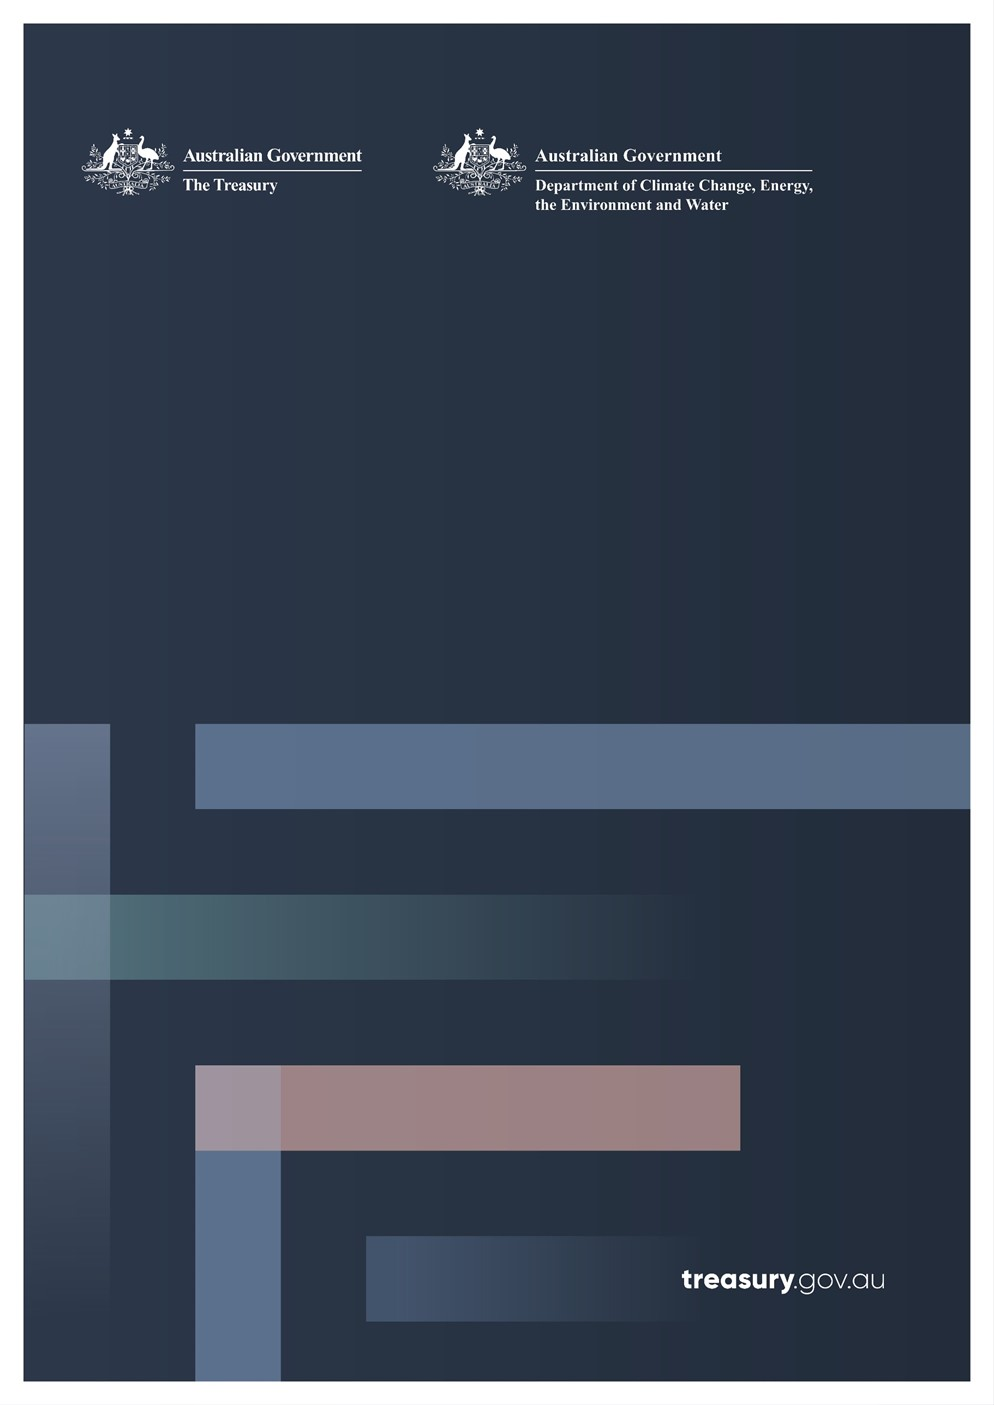 Australian Government
The Treasury
Australian Government
Department of Climate Change, Energy,
the Environment and Water
treasury.gov.au